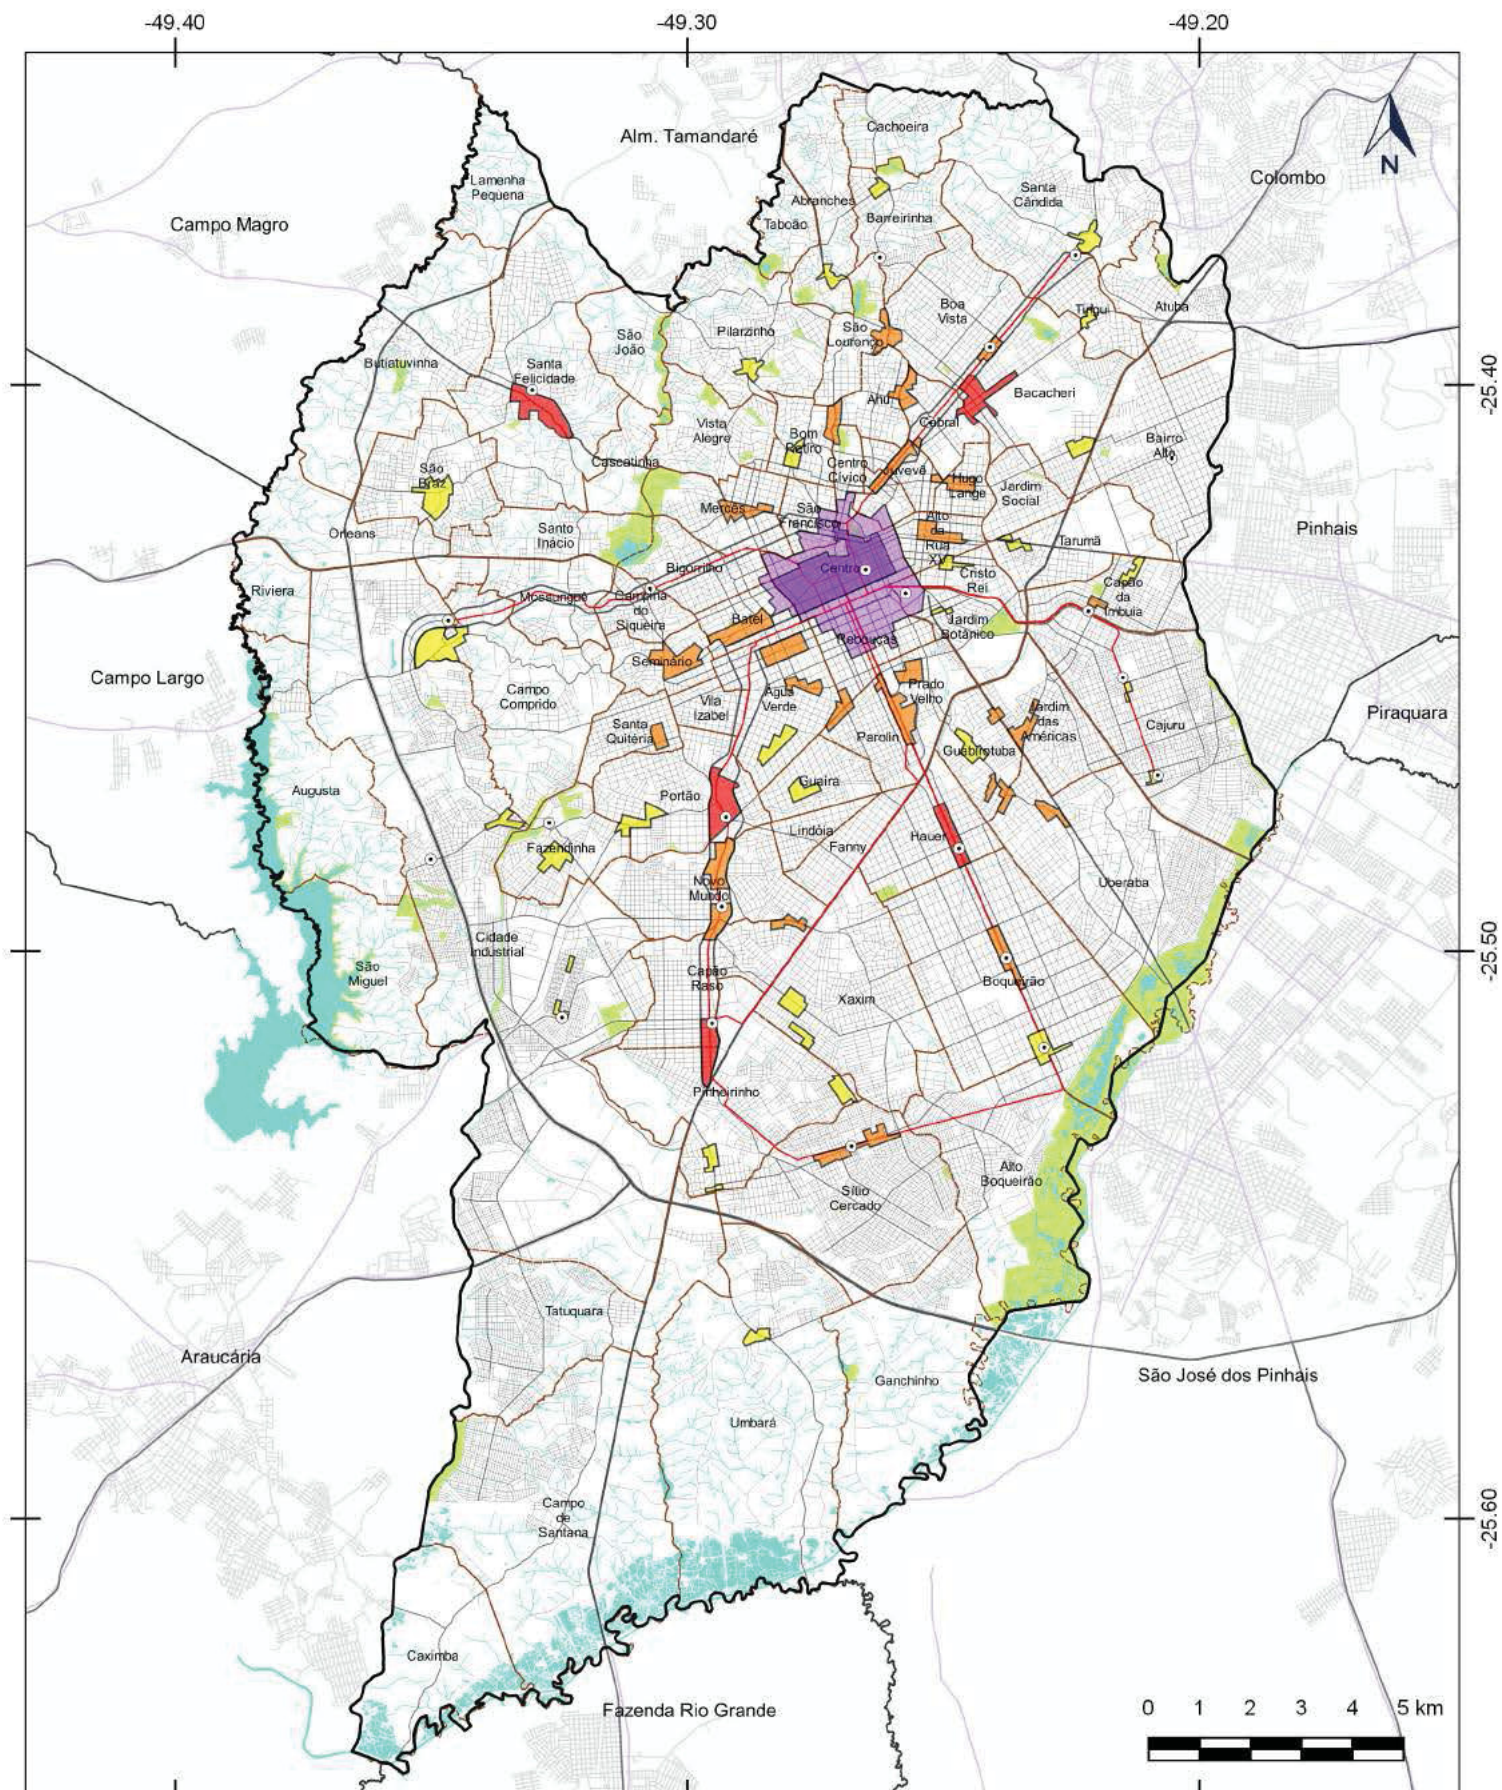 -49.40
-49.30
-49.20
Alm. Tamandaré
Cachoeira
Colombo
N
Lamenha
Pequena
Santa
Cândida
Abranches
Campo Magro
Taboão
Barreirinha
Boa
Vista
Tingui
Atuba
São
João
Pilarzinho
São
Lourenço
Butiatuvinha
Santa
Felicidade
-25.40
Ahú
Bacacheri
Cabral
Vista
Alegre
Bom
Retiro
Bairro
Alto
Cascatinha
Centro
Cívico
Juvevê
São
Braz
Hugo
Lange
Jardim
Social
Mercês
São
Francisco
Alto
da
Rua
XV
Orleans
Santo
Inácio
Tarumã
Pinhais
Bigorrilho
Centro
Cristo
Rei
Capão
da
Imbuia
Riviera
Mossunguê
Campina
do
Siqueira
Batel
Rebouças
Jardim
Botânico
Seminário
Campo Largo
Campo
Comprido
Vila
Izabel
Água
Verde
Prado
Velho
Piraquara
Santa
Quitéria
Parolin
Jardim
das
Américas
Cajuru
Guabirotuba
Augusta
Portão
Guaíra
Lindóia
Fanny
Hauer
Fazendinha
Novo
Mundo
Uberaba
Cidade
Industrial
-25.50
São
Miguel
Capão
Raso
Xaxim
Boqueirão
Pinheirinho
Alto
Boqueirão
Sítio
Cercado
Tatuquara
Araucária
São José dos Pinhais
Ganchinho
Umbará
-25.60
Campo
de
Santana
Caximba
Fazenda Rio Grande
0 1 2 3 4 5 km